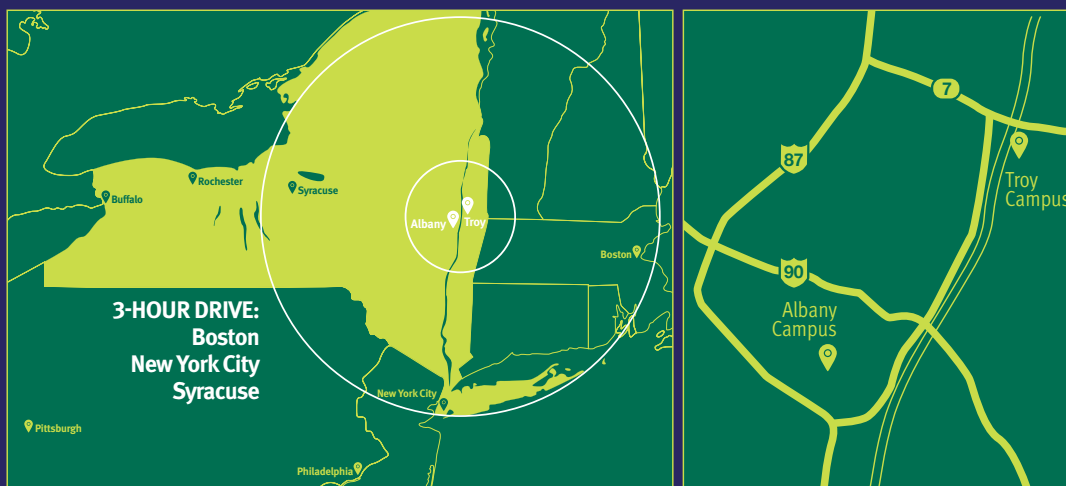 Rochester
Syracuse
Buffalo
Albany
Troy
Boston
3-HOUR DRIVE:
Boston
New York City
Syracuse
New York City
Pittsburgh
Philadelphia
7
87
Troy
Campus
90
Albany
Campus